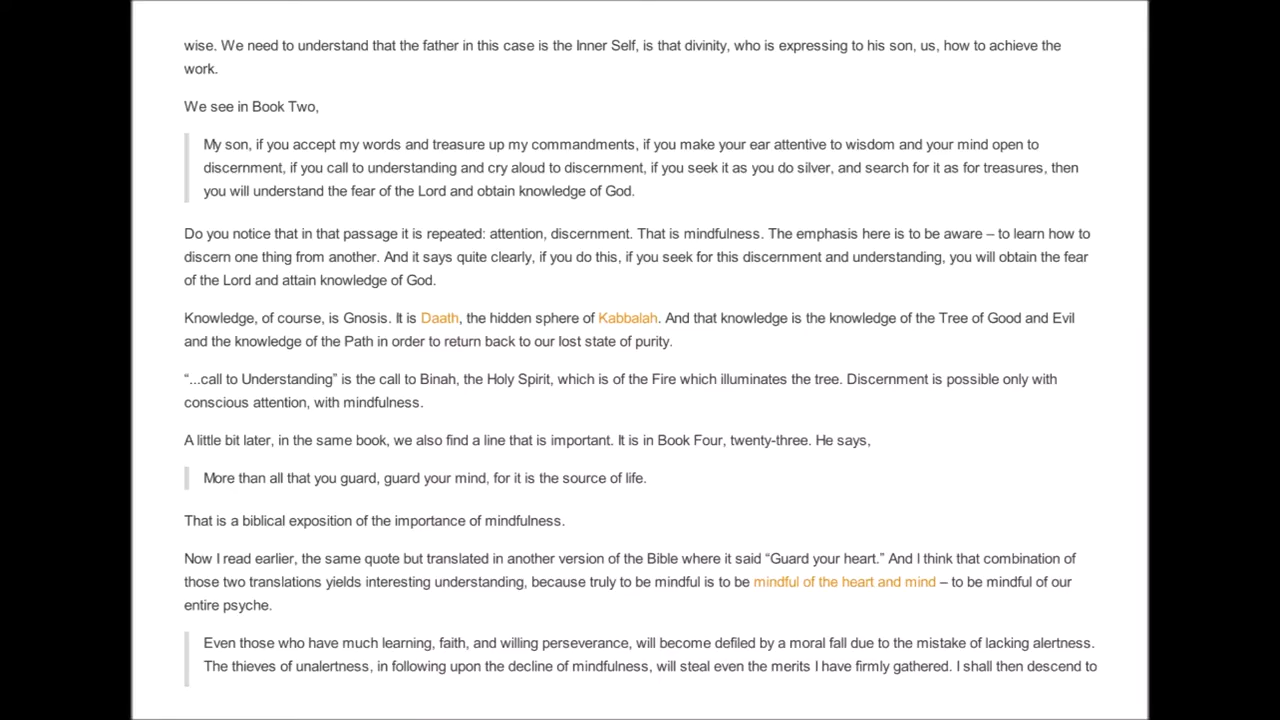 wise. We need to understand that the father in this case is the Inner Self, is that divinity, who is expressing to his son, us, how to achieve the
work.
We see in Book Two,
My son, if you accept my words and treasure up my commandments, if you make your ear attentive to wisdom and your mind open to
discernment, if you call to understanding and cry aloud to discernment, if you seek it as you do silver, and search for it as for treasures, then
you will understand the fear of the Lord and obtain knowledge of God.
Do you notice that in that passage it is repeated: attention, discernment. That is mindfulness. The emphasis here is to be aware – to learn how to
discern one thing from another. And it says quite clearly, if you do this, if you seek for this discernment and understanding, you will obtain the fear
of the Lord and attain knowledge of God.
Knowledge, of course, is Gnosis. It is Daath, the hidden sphere of Kabbalah. And that knowledge is the knowledge of the Tree of Good and Evil
and the knowledge of the Path in order to return back to our lost state of purity.
“...call to Understanding” is the call to Binah, the Holy Spirit, which is of the Fire which illuminates the tree. Discernment is possible only with
conscious attention, with mindfulness.
A little bit later, in the same book, we also find a line that is important. It is in Book Four, twenty-three. He says,
More than all that you guard, guard your mind, for it is the source of life.
That is a biblical exposition of the importance of mindfulness.
Now I read earlier, the same quote but translated in another version of the Bible where it said “Guard your heart.” And I think that combination of
those two translations yields interesting understanding, because truly to be mindful is to be mindful of the heart and mind – to be mindful of our
entire psyche.
Even those who have much learning, faith, and willing perseverance, will become defiled by a moral fall due to the mistake of lacking alertness.
The thieves of unalertness, in following upon the decline of mindfulness, will steal even the merits I have firmly gathered. I shall then descend to